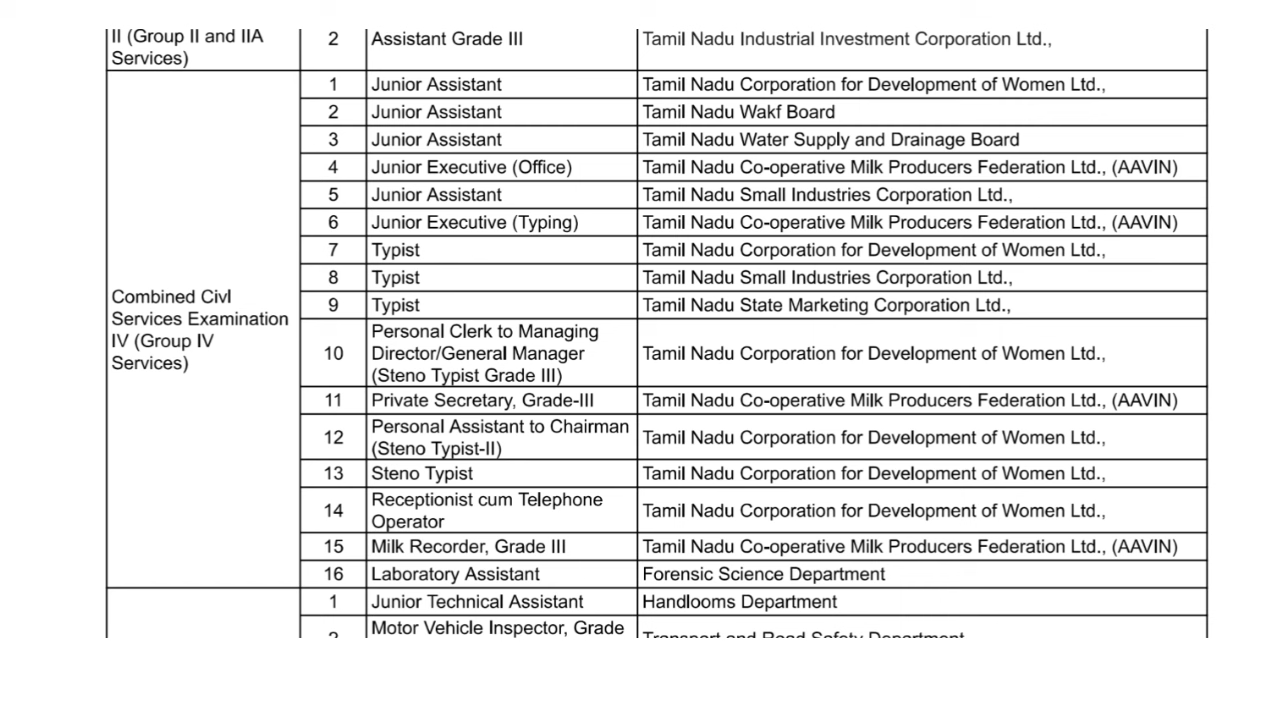 II (Group II and IIA
Services)
2 Assistant Grade III Tamil Nadu Industrial Investment Corporation Ltd.,
Combined Civl
Services Examination
IV (Group IV
Services)
1 Junior Assistant Tamil Nadu Corporation for Development of Women Ltd.,
2 Junior Assistant Tamil Nadu Wakf Board
3 Junior Assistant Tamil Nadu Water Supply and Drainage Board
4 Junior Executive (Office) Tamil Nadu Co-operative Milk Producers Federation Ltd., (AAVIN)
5 Junior Assistant Tamil Nadu Small Industries Corporation Ltd.,
6 Junior Executive (Typing) Tamil Nadu Co-operative Milk Producers Federation Ltd., (AAVIN)
7 Typist Tamil Nadu Corporation for Development of Women Ltd.,
8 Typist Tamil Nadu Small Industries Corporation Ltd.,
9 Typist Tamil Nadu State Marketing Corporation Ltd.,
10 Personal Clerk to Managing
Director/General Manager
(Steno Typist Grade III)
Tamil Nadu Corporation for Development of Women Ltd.,
11 Private Secretary, Grade-III Tamil Nadu Co-operative Milk Producers Federation Ltd., (AAVIN)
12 Personal Assistant to Chairman
(Steno Typist-II)
Tamil Nadu Corporation for Development of Women Ltd.,
13 Steno Typist Tamil Nadu Corporation for Development of Women Ltd.,
14 Receptionist cum Telephone
Operator
Tamil Nadu Corporation for Development of Women Ltd.,
15 Milk Recorder, Grade III Tamil Nadu Co-operative Milk Producers Federation Ltd., (AAVIN)
16 Laboratory Assistant Forensic Science Department
1 Junior Technical Assistant Handlooms Department
2 Motor Vehicle Inspector, Grade
Transport and Road Safety Department